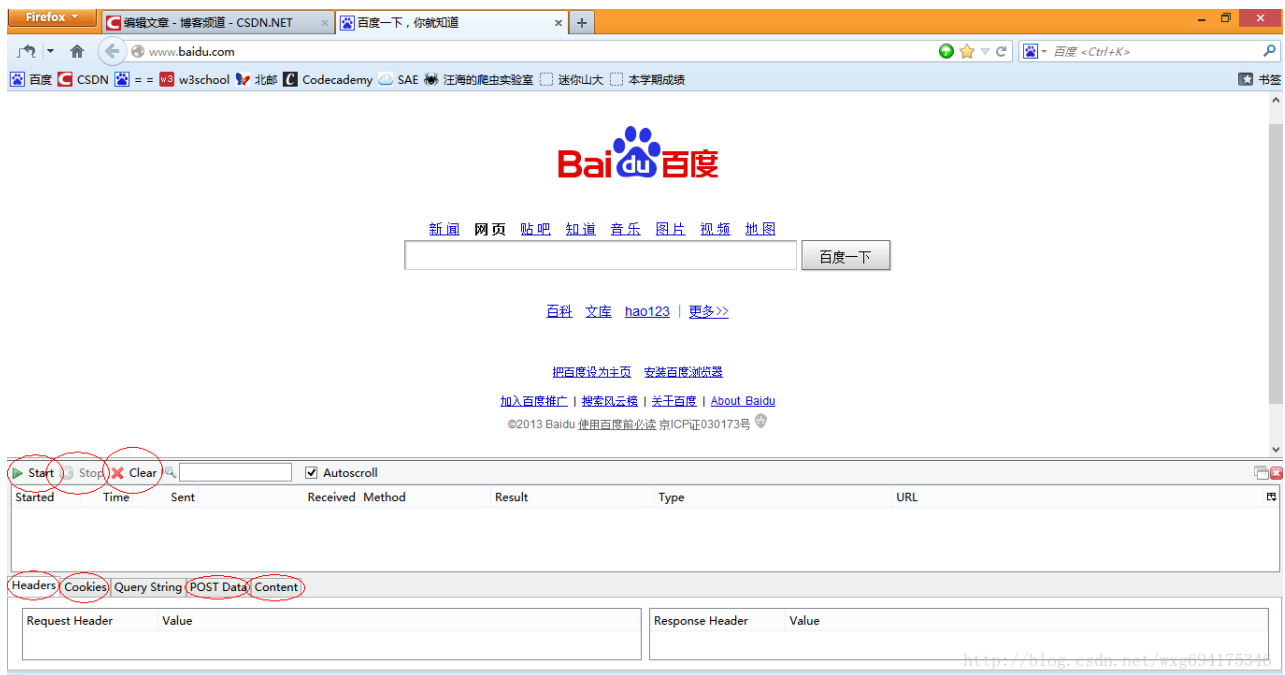 Firefox
编辑文章 - 博客频道 - CSDN.NET × 百度一下，你就知道 × +
www.baidu.com 百度 <Ctrl+K>
百度 CSDN = = w3 w3school 北邮 Codecademy SAE 汪海的爬虫实验室 迷你山大 本学期成绩 书签
Bai du 百度
新闻 网页 贴吧 知道 音乐 图片 视频 地图
百度一下
百科 文库 hao123 | 更多>>
把百度设为主页 安装百度浏览器
加入百度推广 | 搜索风云榜 | 关于百度 | About Baidu
©2013 Baidu 使用百度前必读 京ICP证030173号
Start Stop Clear Autoscroll
Started Time Sent Received Method Result Type URL
Headers Cookies Query String POST Data Content
Request Header Value Response Header Value
http://blog.csdn.net/wxg694175346